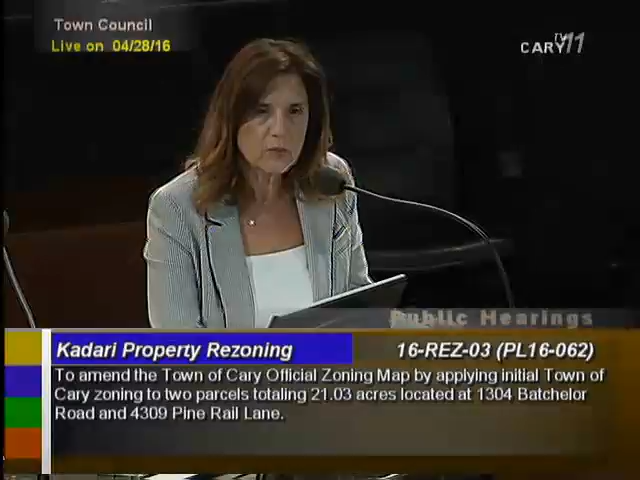 Town Council
Live on 04/28/16
CARY TV 11
Public Hearings
Kadari Property Rezoning
16-REZ-03 (PL16-062)
To amend the Town of Cary Official Zoning Map by applying initial Town of
Cary zoning to two parcels totaling 21.03 acres located at 1304 Batchelor
Road and 4309 Pine Rail Lane.